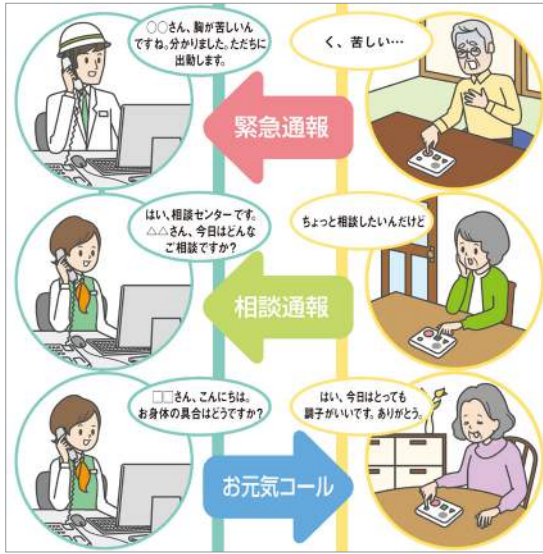 ○○さん、胸が苦しいん
ですね。分かりました。ただちに
出動します。
く、苦しい…
緊急通報
はい、相談センターです。
△△さん、今日はどんな
ご相談ですか？
ちょっと相談したいんだけど
相談通報
□□さん、こんにちは。
お身体の具合はどうですか？
はい、今日はとっても
調子がいいです。ありがとう。
お元気コール